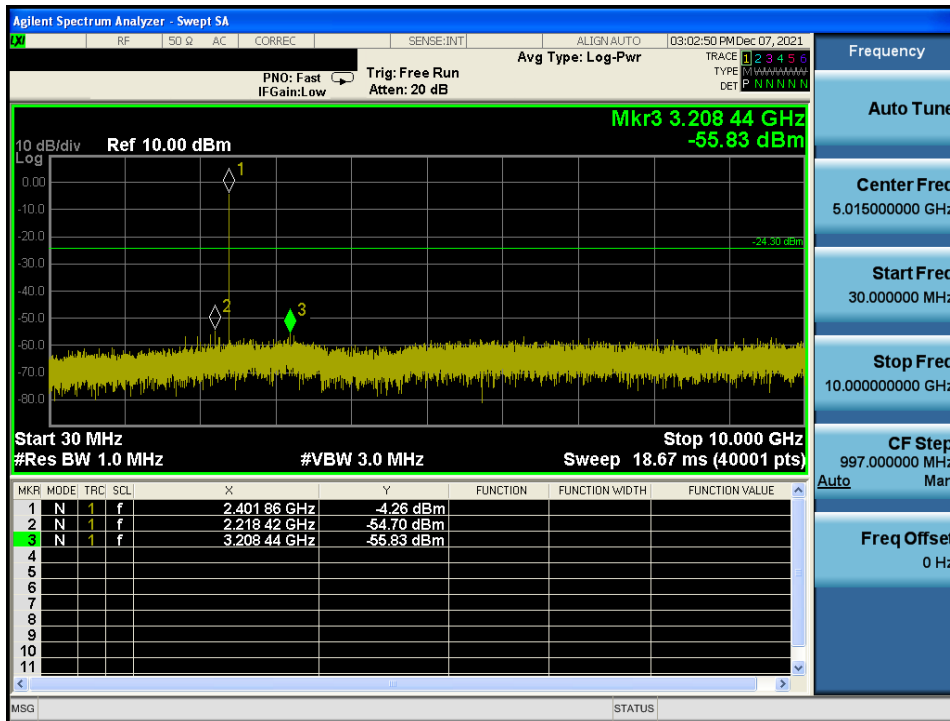 Agilent Spectrum Analyzer - Swept SA
LXI RF 50 Ω AC CORREC SENSE:INT ALIGN AUTO 03:02:50 PM Dec 07, 2021
Avg Type: Log-Pwr TRACE 1 2 3 4 5 6
PNO: Fast Trig: Free Run TYPE M W W W W W
IFGain:Low Atten: 20 dB DET P N N N N N
Mkr3 3.208 44 GHz
-55.83 dBm
10 dB/div Ref 10.00 dBm
Log
0.00
-10.0
-20.0
-30.0
-40.0
-50.0
-60.0
-70.0
-80.0
1
2
3
-24.30 dBm
Start 30 MHz Stop 10.000 GHz
#Res BW 1.0 MHz #VBW 3.0 MHz Sweep 18.67 ms (40001 pts)
MKR MODE TRC SCL X Y FUNCTION FUNCTION WIDTH FUNCTION VALUE
1 N 1 f 2.401 86 GHz -4.26 dBm
2 N 1 f 2.218 42 GHz -54.70 dBm
3 N 1 f 3.208 44 GHz -55.83 dBm
4
5
6
7
8
9
10
11
MSG STATUS
Frequency
Auto Tune
Center Freq
5.015000000 GHz
Start Freq
30.000000 MHz
Stop Freq
10.000000000 GHz
CF Step
997.000000 MHz
Auto Man
Freq Offset
0 Hz